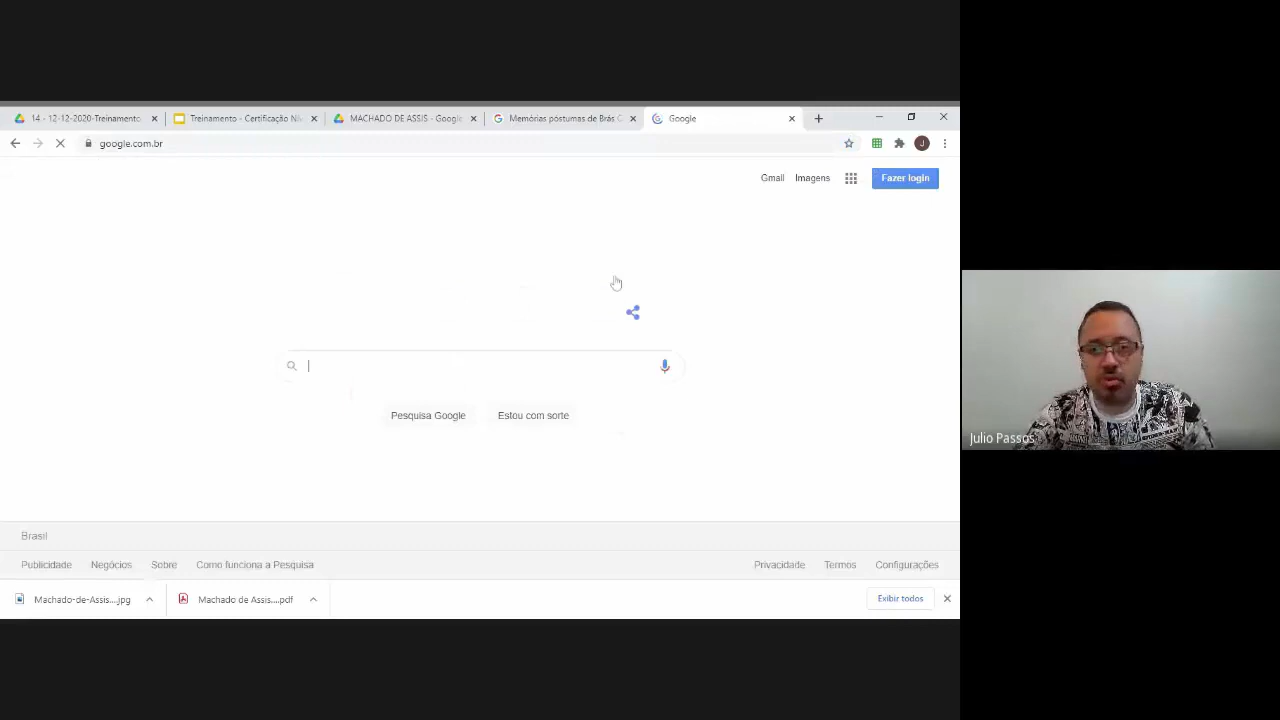 14 - 12-12-2020-Treinamento
Treinamento - Certificação Nív
MACHADO DE ASSIS - Google
Memórias póstumas de Brás C
Google
google.com.br
Gmail
Imagens
Fazer login
Pesquisa Google
Estou com sorte
Julio Passos
Brasil
Publicidade
Negócios
Sobre
Como funciona a Pesquisa
Privacidade
Termos
Configurações
Machado-de-Assis....jpg
Machado de Assis....pdf
Exibir todos